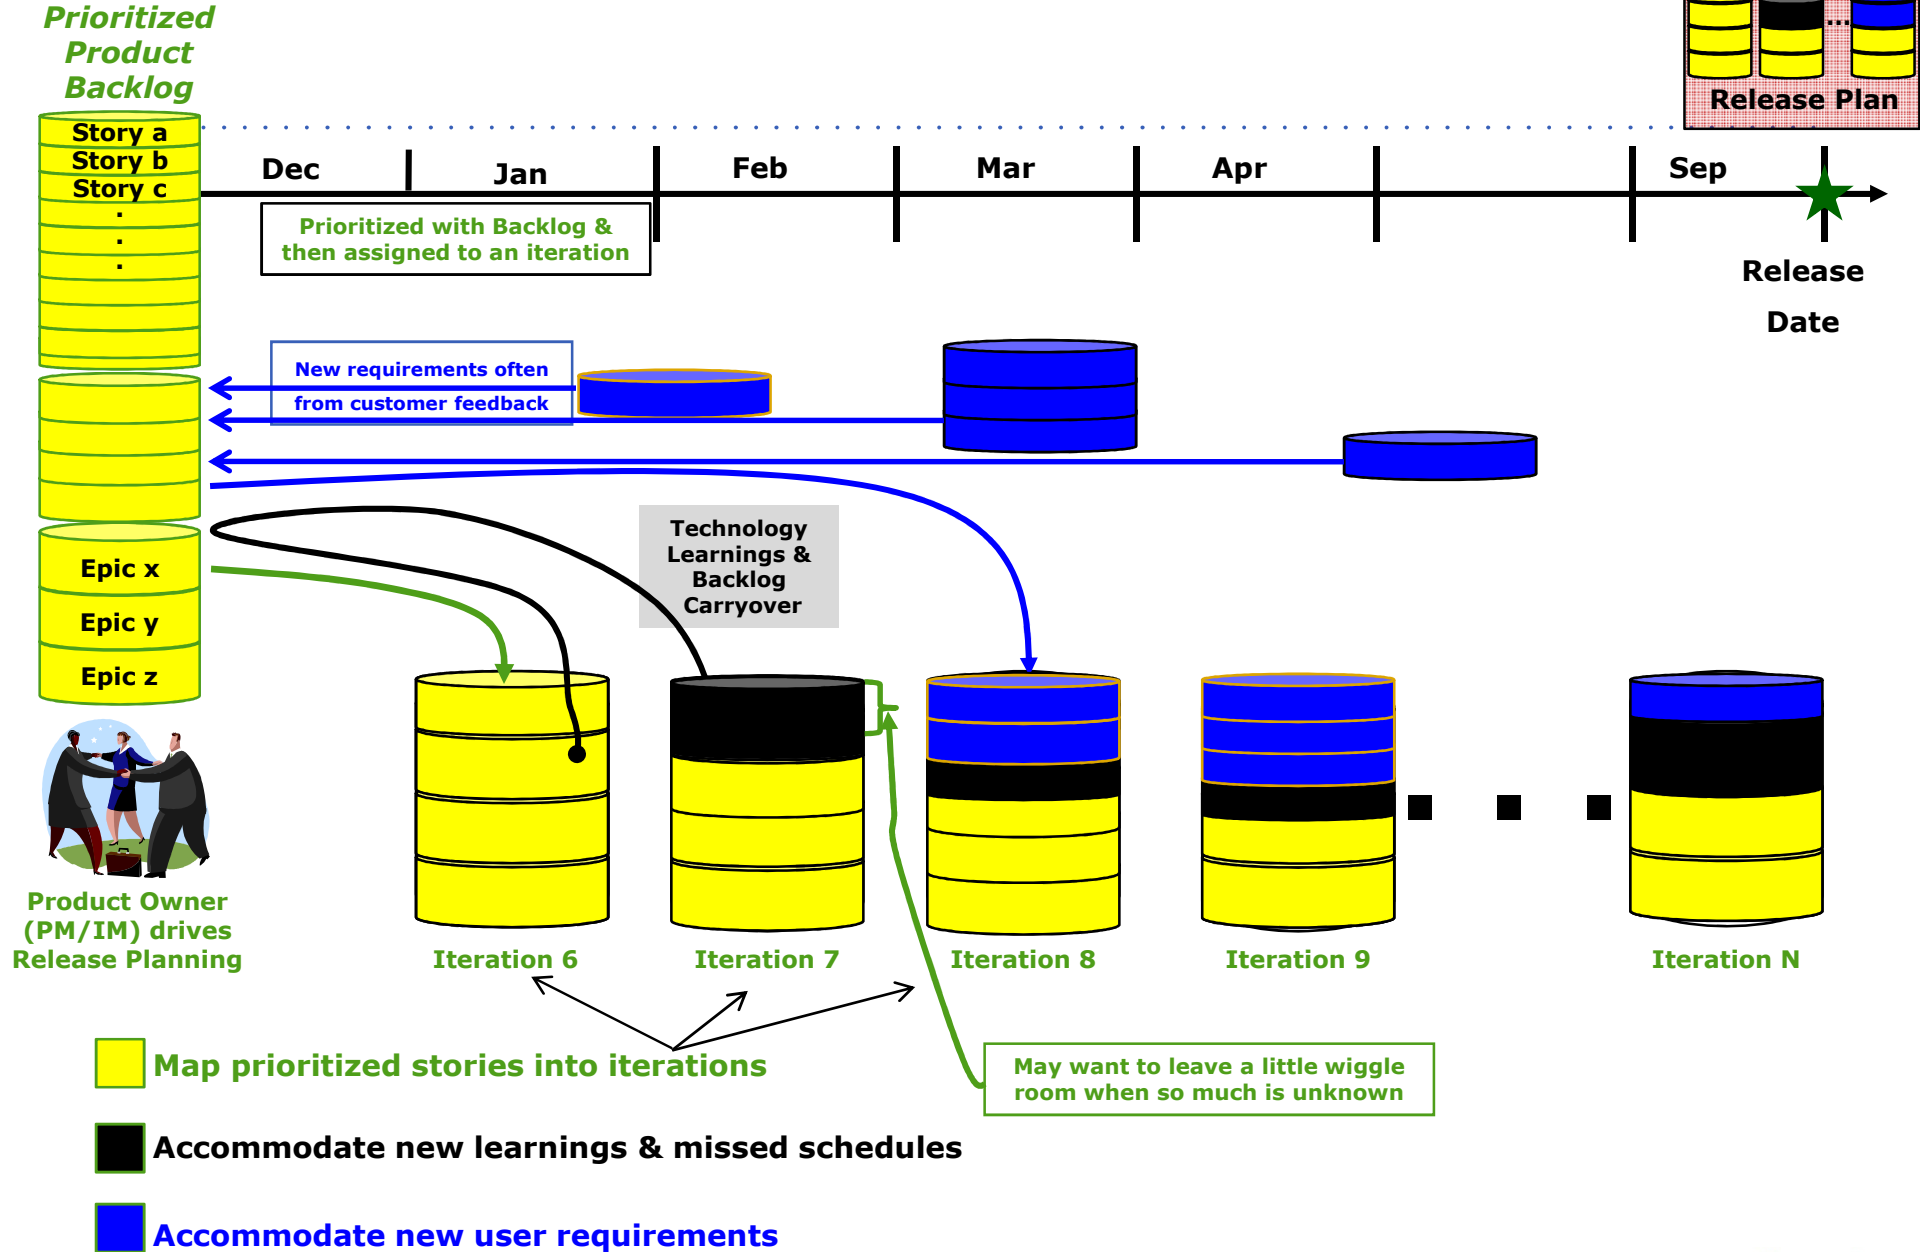 Prioritized
Product
Backlog
...
Release Plan
Story a
Story b
Story c
.
.
.
Dec
Jan
Feb
Mar
Apr
Sep
Prioritized with Backlog &
then assigned to an iteration
Release
Date
New requirements often
from customer feedback
Technology
Learnings &
Backlog
Carryover
Epic x
Epic y
Epic z
Product Owner
(PM/IM) drives
Release Planning
Iteration 6
Iteration 7
Iteration 8
Iteration 9
Iteration N
Map prioritized stories into iterations
May want to leave a little wiggle
room when so much is unknown
Accommodate new learnings & missed schedules
Accommodate new user requirements